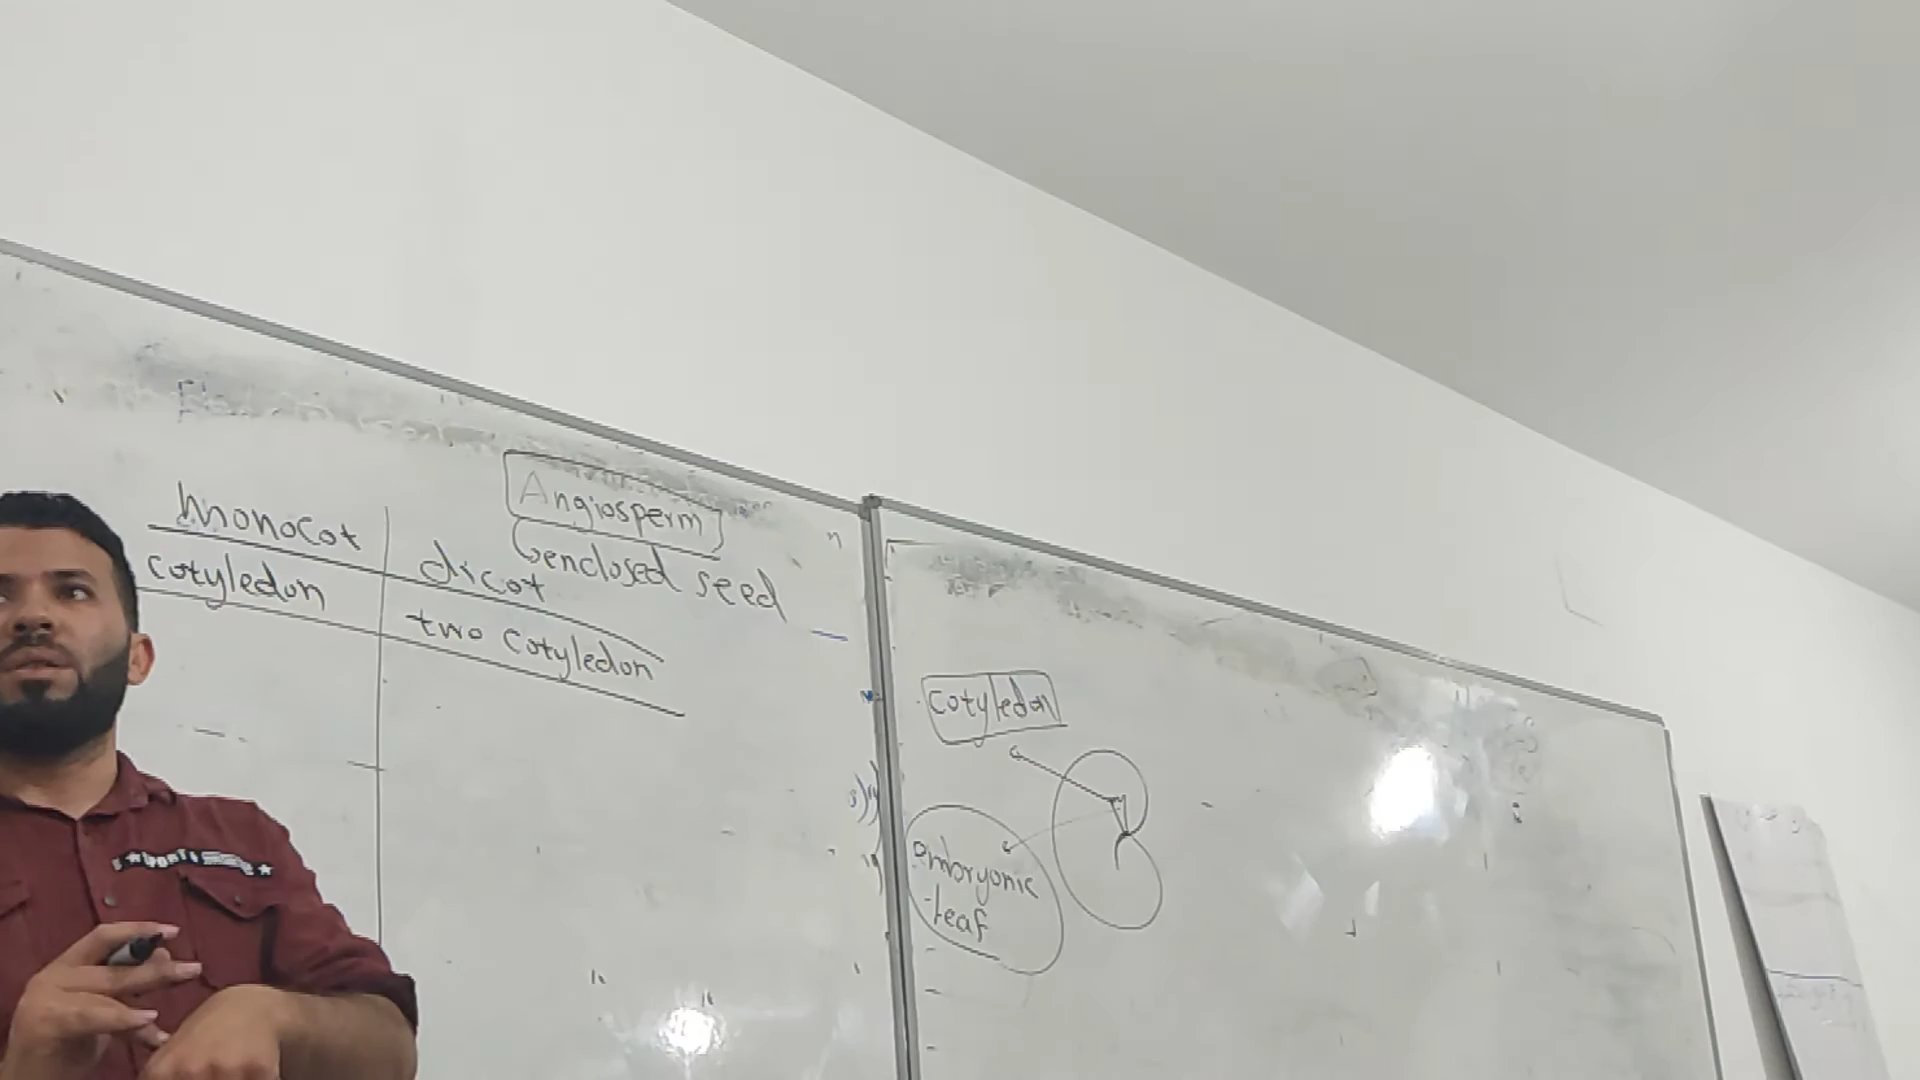 Angiosperm
enclosed seed
Monocot
dicot
cotyledon
two cotyledon
cotyledon
embryonic
leaf